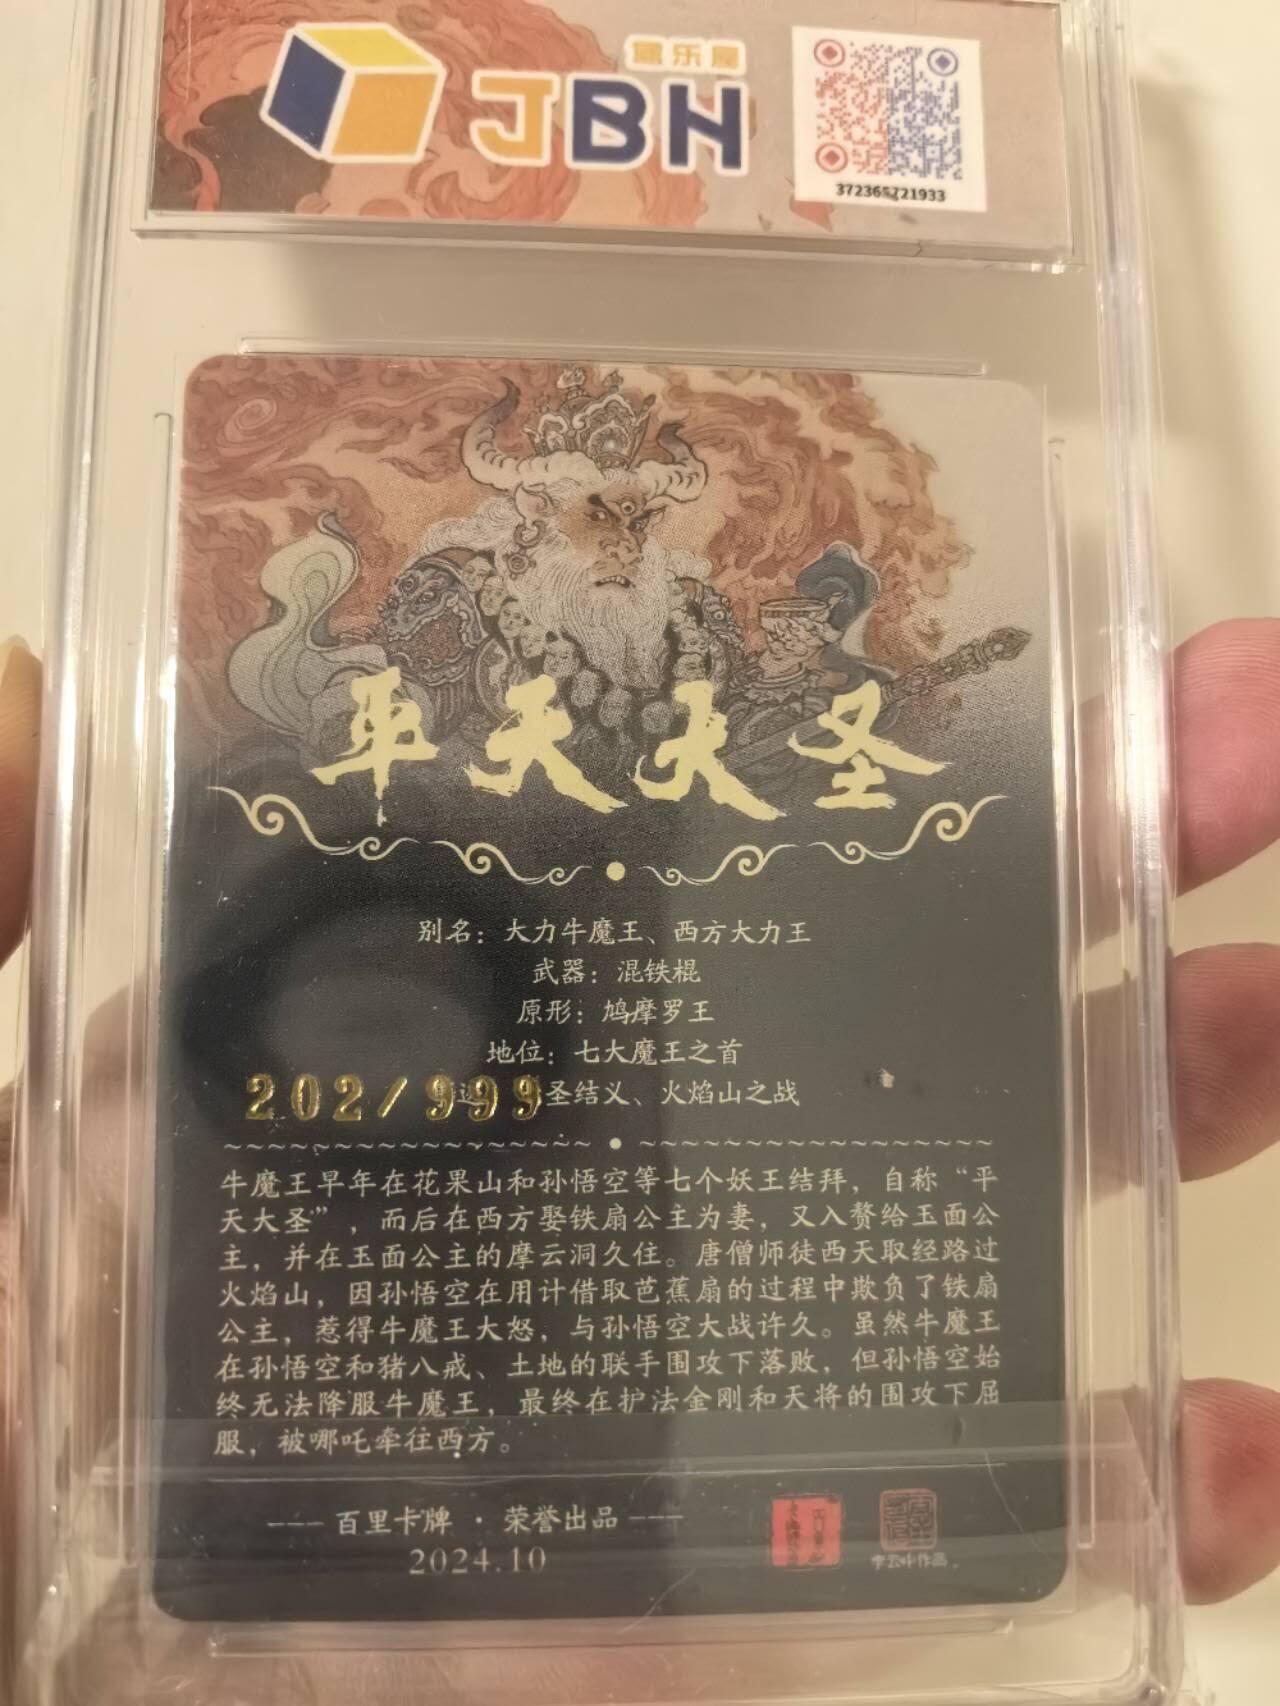 盒乐屋
JBH
平天大圣
别名：大力牛魔王、西方大力王
武器：混铁棍
原形：鸠摩罗王
地位：七大魔王之首
圣结义、火焰山之战
202/999
牛魔王早年在花果山和孙悟空等七个妖王结拜，自称“平
天大圣”，而后在西方娶铁扇公主为妻，又入赘给玉面公
主，并在玉面公主的摩云洞久住。唐僧师徒西天取经路过
火焰山，因孙悟空在用计借取芭蕉扇的过程中欺负了铁扇
公主，惹得牛魔王大怒，与孙悟空大战许久。虽然牛魔王
在孙悟空和猪八戒、土地的联手围攻下落败，但孙悟空始
终无法降服牛魔王，最终在护法金刚和天将的围攻下屈
服，被哪吒牵往西方。
百里卡牌 · 荣誉出品
2024.10
李云中作品